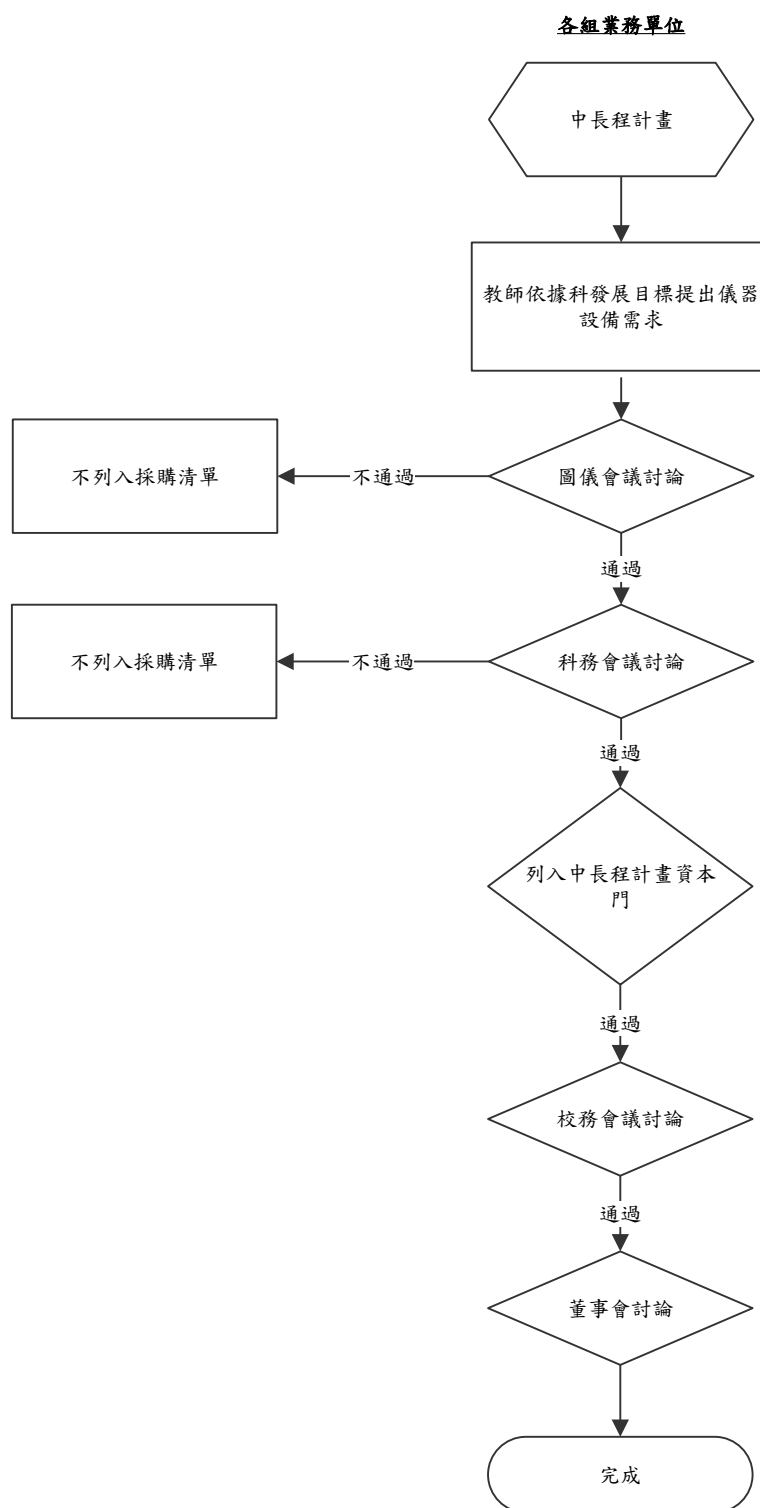 各組業務單位
中長程計畫
教師依據科發展目標提出儀器
設備需求
不列入採購清單
不通過
圖儀會議討論
通過
不列入採購清單
不通過
科務會議討論
通過
列入中長程計畫資本
門
通過
校務會議討論
通過
董事會討論
完成